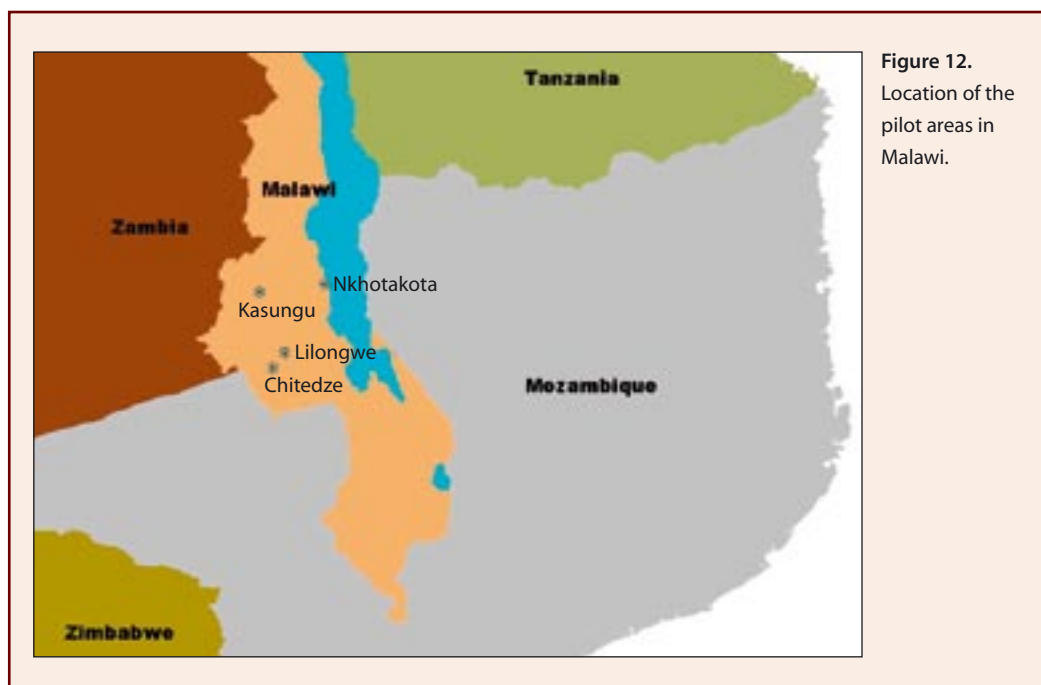 Figure 12.
Location of the
pilot areas in
Malawi.
Tanzania
Malawi
Zambia
Nkhotakota
Kasungu
Lilongwe
Chitedze
Mozambique
Zimbabwe